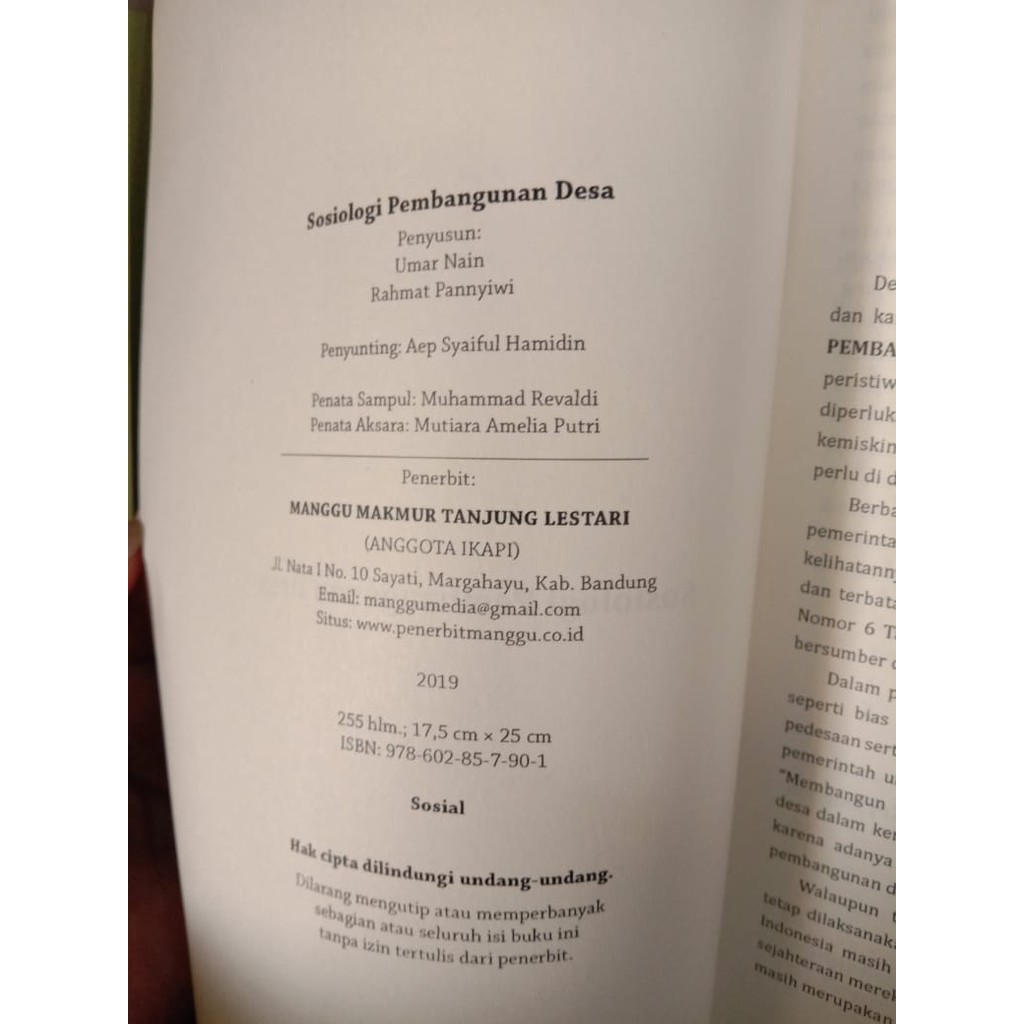 Sosiologi Pembangunan Desa
Penyusun:
Umar Nain
Rahmat Pannyiwi
Penyunting: Aep Syaiful Hamidin
Penata Sampul: Muhammad Revaldi
Penata Aksara: Mutiara Amelia Putri
Penerbit:
MANGGU MAKMUR TANJUNG LESTARI
(ANGGOTA IKAPI)
Jl. Nata I No. 10 Sayati, Margahayu, Kab. Bandung
Email: manggumedia@gmail.com
Situs: www.penerbitmanggu.co.id
2019
255 hlm.; 17,5 cm × 25 cm
ISBN: 978-602-85-7-90-1
Sosial
Hak cipta dilindungi undang-undang.
Dilarang mengutip atau memperbanyak
sebagian atau seluruh isi buku ini
tanpa izin tertulis dari penerbit.
De
dan ka
PEMBA
peristiw
diperluk
kemiskin
perlu di d
Berba
pemerinta
kelihatann
dan terbata
Nomor 6 T
bersumber
Dalam p
seperti bias
pedesaan sert
pemerintah u
"Membangun
desa dalam ker
karena adanya
pembangunan d
Walaupun t
tetap dilaksanak
Indonesia masih
sejahteraan merek
masih merupakan